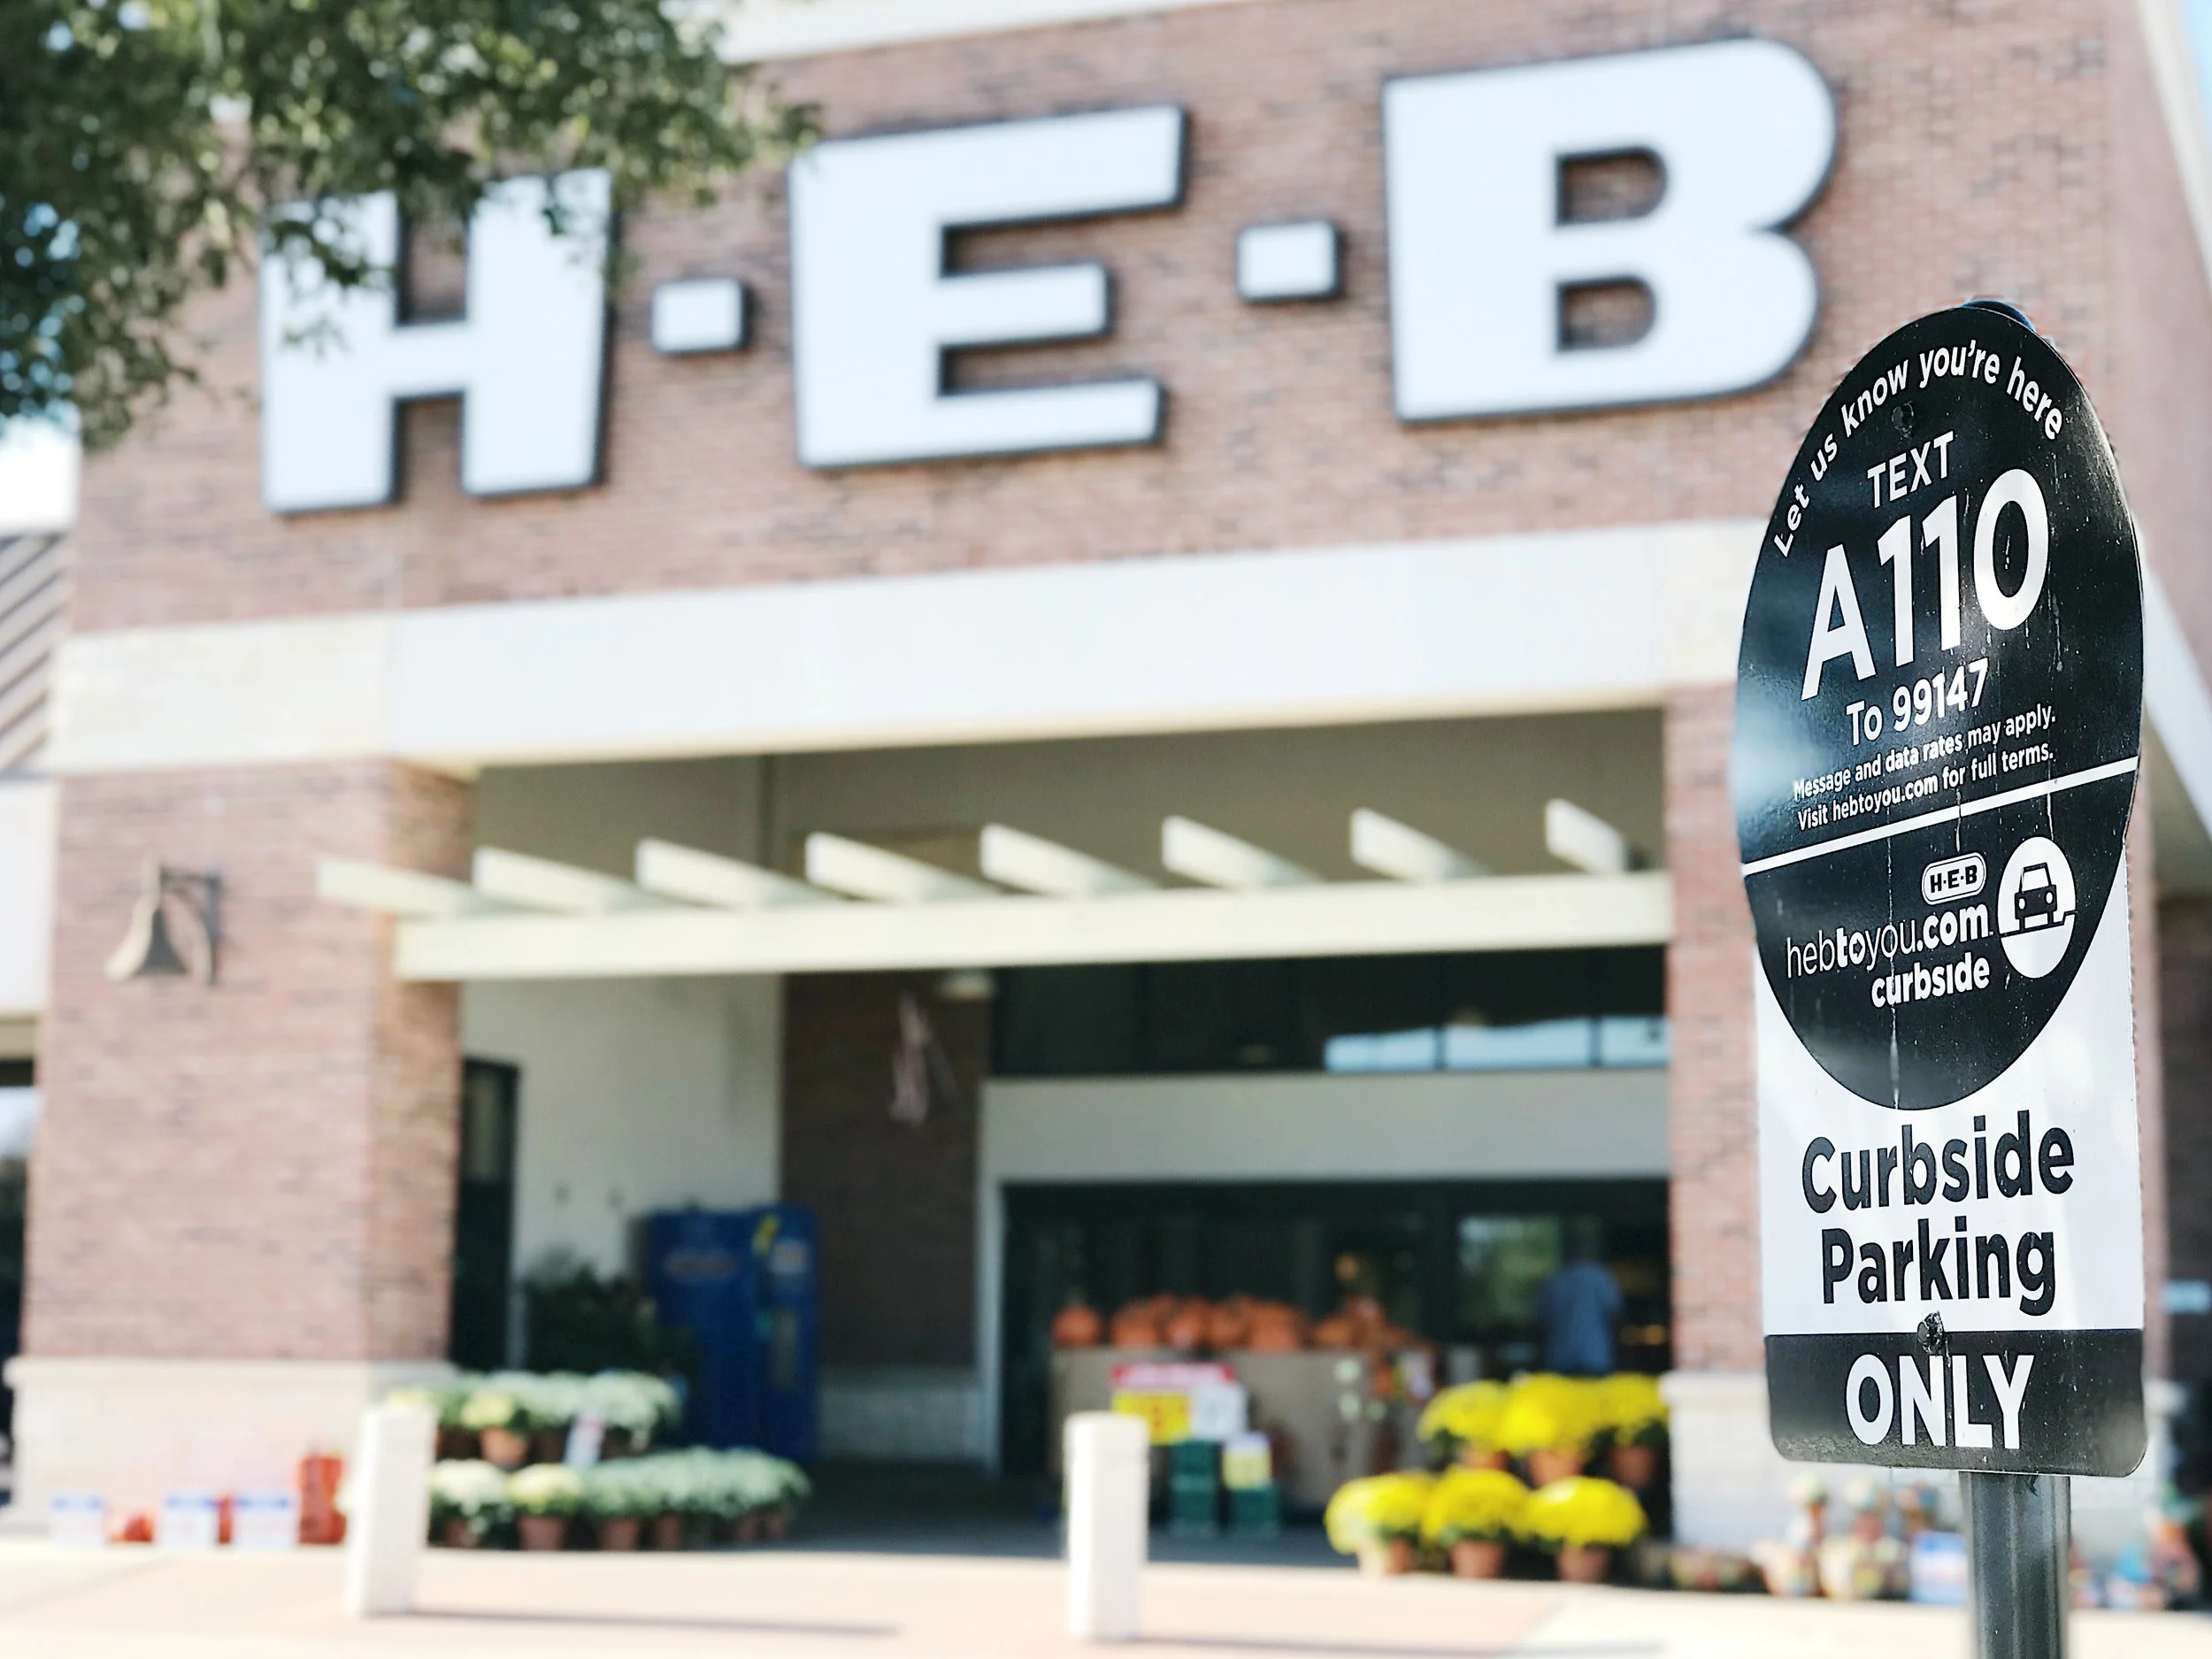 H·E·B
Let us know you're here
TEXT
A110
To 99147
Message and data rates may apply.
Visit hebtoyou.com for full terms.
H·E·B
hebtoyou.com
curbside
Curbside
Parking
ONLY